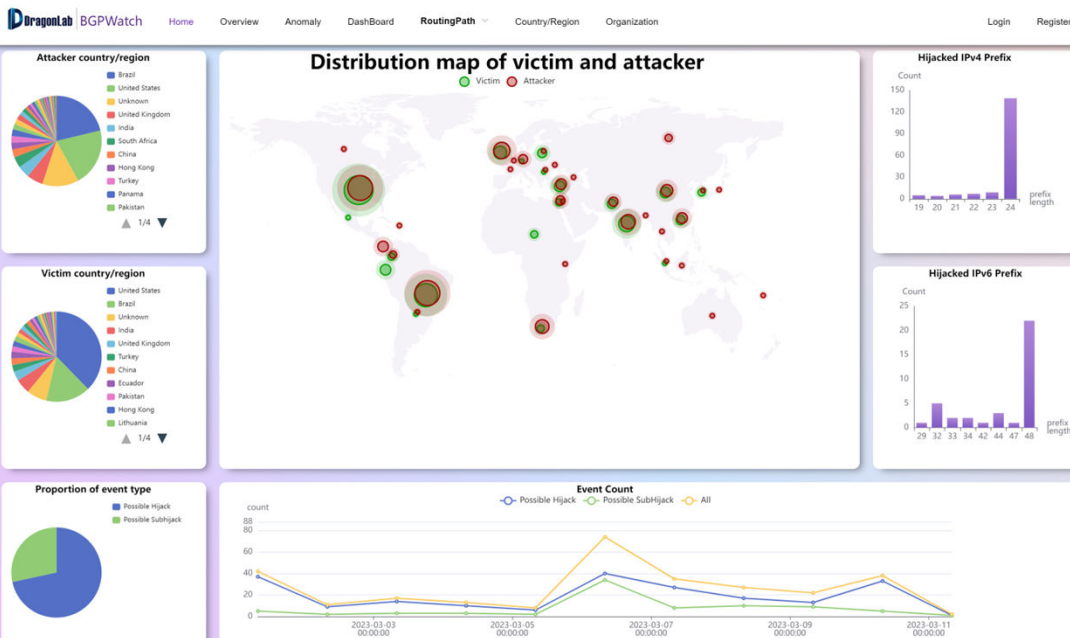 DragonLab BGPWatch
Home Overview Anomaly DashBoard RoutingPath Country/Region Organization Login Register
Attacker country/region
Brazil
United States
Unknown
United Kingdom
India
South Africa
China
Hong Kong
Turkey
Panama
Pakistan
1/4
Distribution map of victim and attacker
Victim Attacker
Hijacked IPv4 Prefix
Count
150
120
90
60
30
0
19 20 21 22 23 24
prefix
length
Victim country/region
United States
Brazil
Unknown
India
United Kingdom
Turkey
China
Ecuador
Pakistan
Hong Kong
Lithuania
1/4
Hijacked IPv6 Prefix
Count
25
20
15
10
5
0
29 32 33 34 42 44 47 48
prefix
length
Proportion of event type
Possible Hijack
Possible Subhijack
Event Count
Possible Hijack Possible SubHijack All
count
88
80
60
40
20
0
2023-03-03 2023-03-05 2023-03-07 2023-03-09 2023-03-11
00:00:00 00:00:00 00:00:00 00:00:00 00:00:00